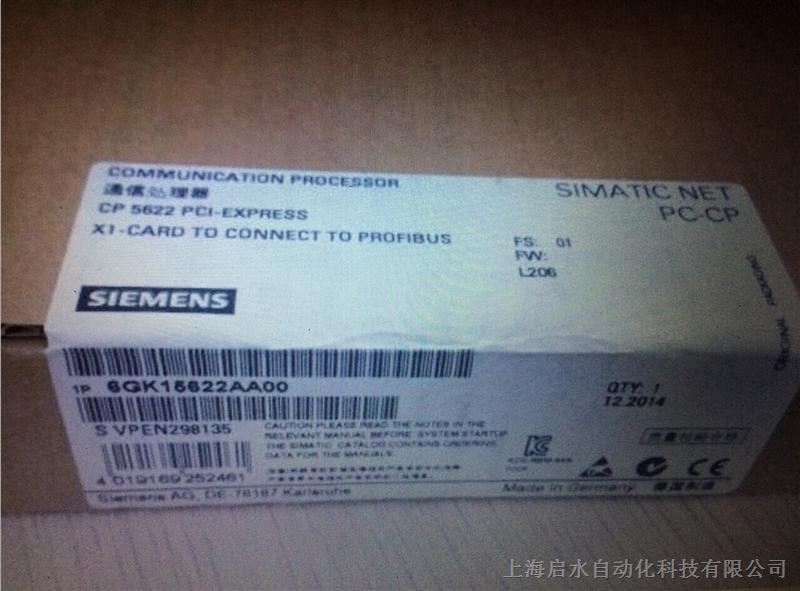 COMMUNICATION PROCESSOR
通信处理器
CP 5622 PCI-EXPRESS
X1-CARD TO CONNECT TO PROFIBUS
SIMATIC NET
PC-CP
FS: 01
FW:
L206
SIEMENS
ORIGINAL PACKAGING
1P 6GK15622AA00
QTY: 1
12.2014
S VPEN298135
CAUTION PLEASE READ THE NOTES IN THE
RELEVANT MANUAL BEFORE SYSTEM STARTUP
THE SIMATIC CATALOG CONTAINS ORDERING
DATA FOR THE MANUALS.
4 019169 252461
CE
Siemens AG, DE-76187 Karlsruhe
Made in Germany 德国制造
上海启水自动化科技有限公司